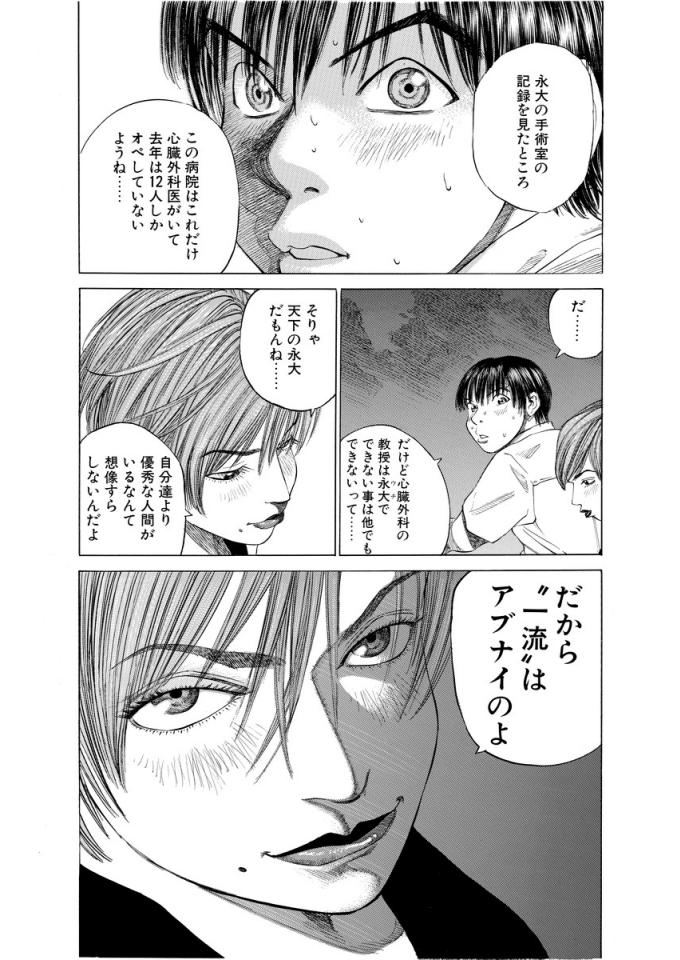 永大の手術室の
記録を見たところ
この病院はこれだけ
心臓外科医がいて
去年は12人しか
オペしていない
ようね……
だ……
だけど心臓外科の
教授は永大で
ウチ
できない事は他でも
できないって……
そりゃ
天下の永大
だもんね……
自分達より
優秀な人間が
いるなんて
想像すら
しないんだよ
だから
〝一流〟は
アブナイのよ